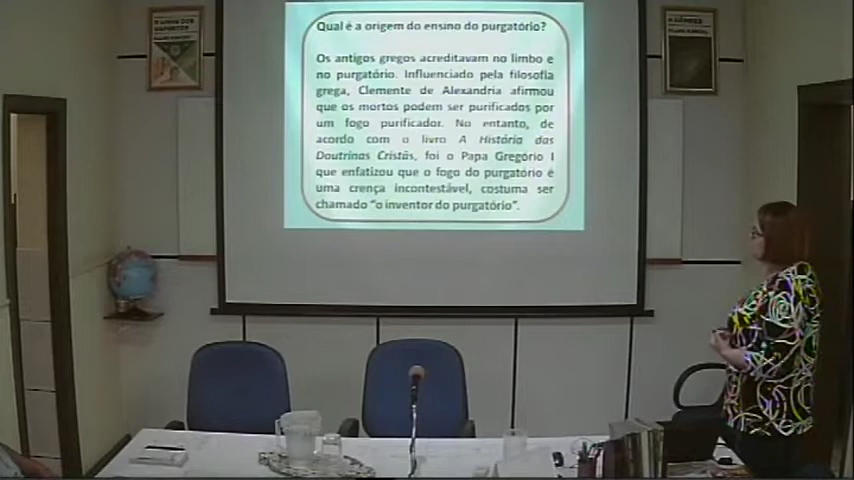 Qual é a origem do ensino do purgatório?
Os antigos gregos acreditavam no limbo e
no purgatório. Influenciado pela filosofia
grega, Clemente de Alexandria afirmou
que os mortos podem ser purificados por
um fogo purificador. No entanto, de
acordo com o livro A História das
Doutrinas Cristãs, foi o Papa Gregório I
que enfatizou que o fogo do purgatório é
uma crença incontestável, costuma ser
chamado "o inventor do purgatório".
O LIVRO DOS